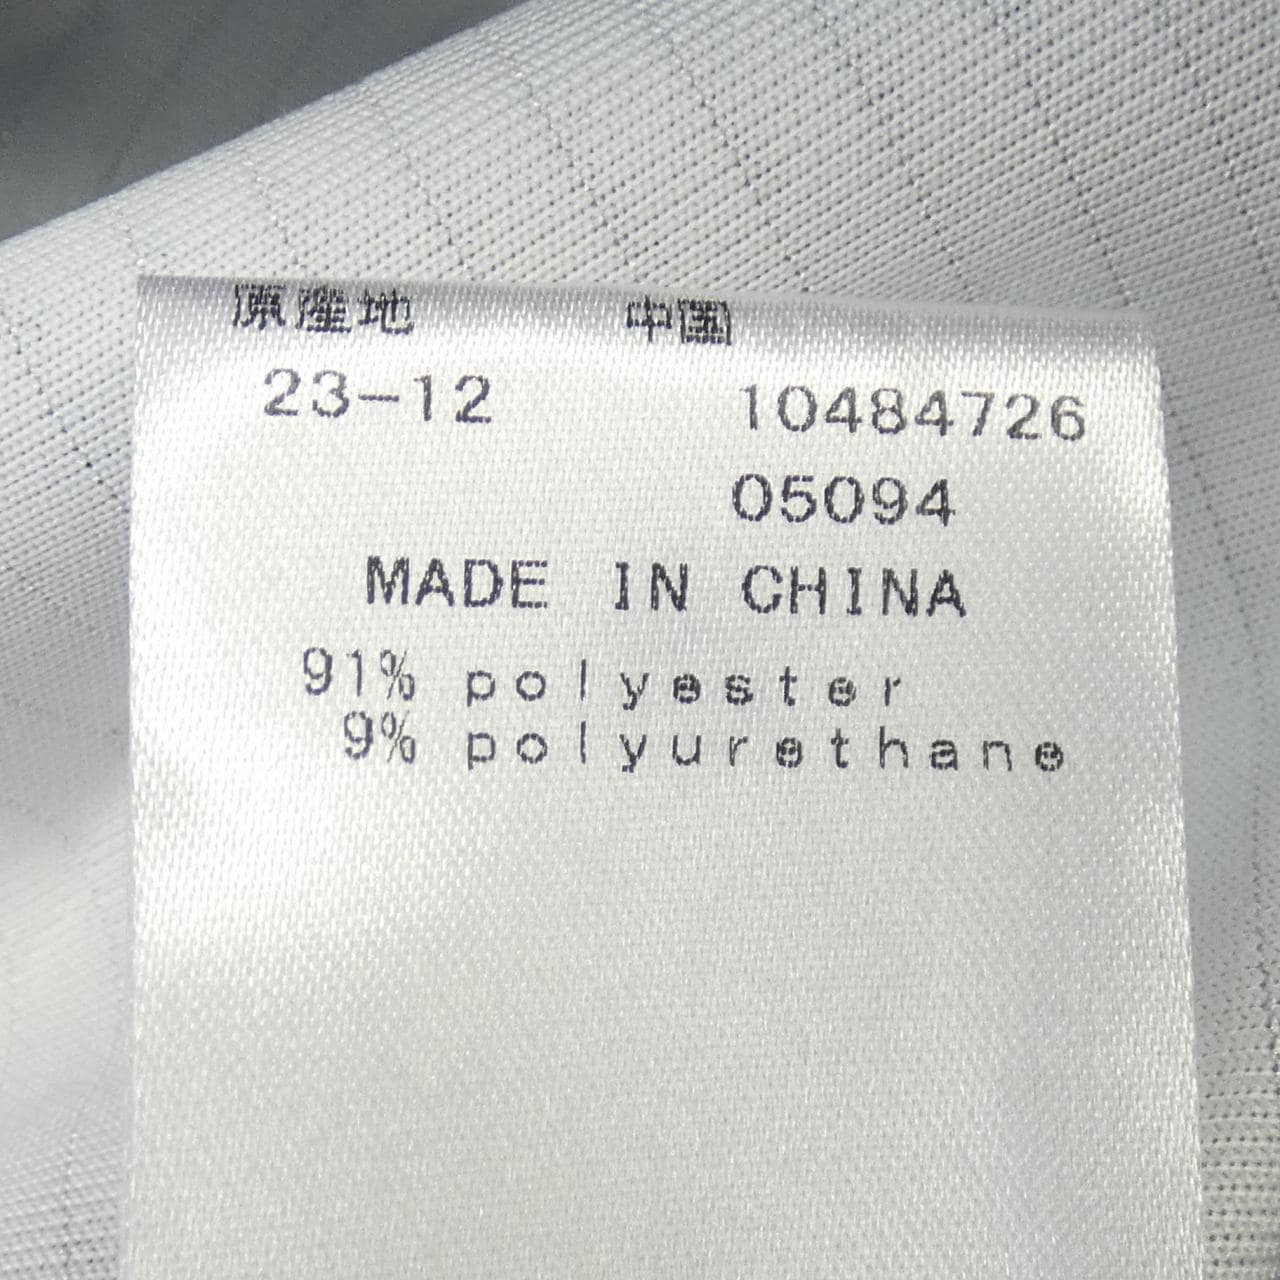 原産地 中国
23-12 10484726
05094
MADE IN CHINA
91% polyester
9% polyurethane